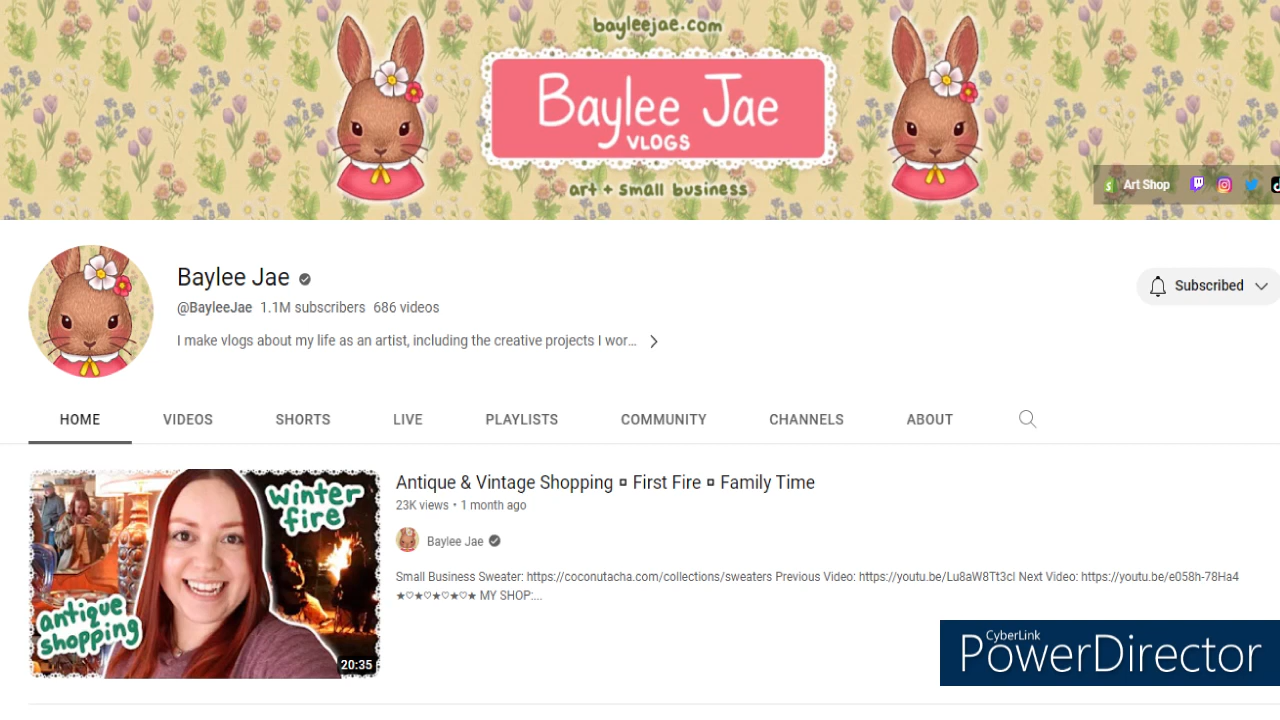 bayleejae.com
Baylee Jae
VLOGS
art + small business
Art Shop
Baylee Jae
@BayleeJae 1.1M subscribers 686 videos
Subscribed
I make vlogs about my life as an artist, including the creative projects I wor...
HOME VIDEOS SHORTS LIVE PLAYLISTS COMMUNITY CHANNELS ABOUT
winter
fire
antique
shopping
20:35
Antique & Vintage Shopping ¤ First Fire ¤ Family Time
23K views • 1 month ago
Baylee Jae
Small Business Sweater: https://coconutacha.com/collections/sweaters Previous Video: https://youtu.be/Lu8aW8Tt3cI Next Video: https://youtu.be/e058h-78Ha4
★♡★♡★♡★♡★ MY SHOP:...
CyberLink
PowerDirector